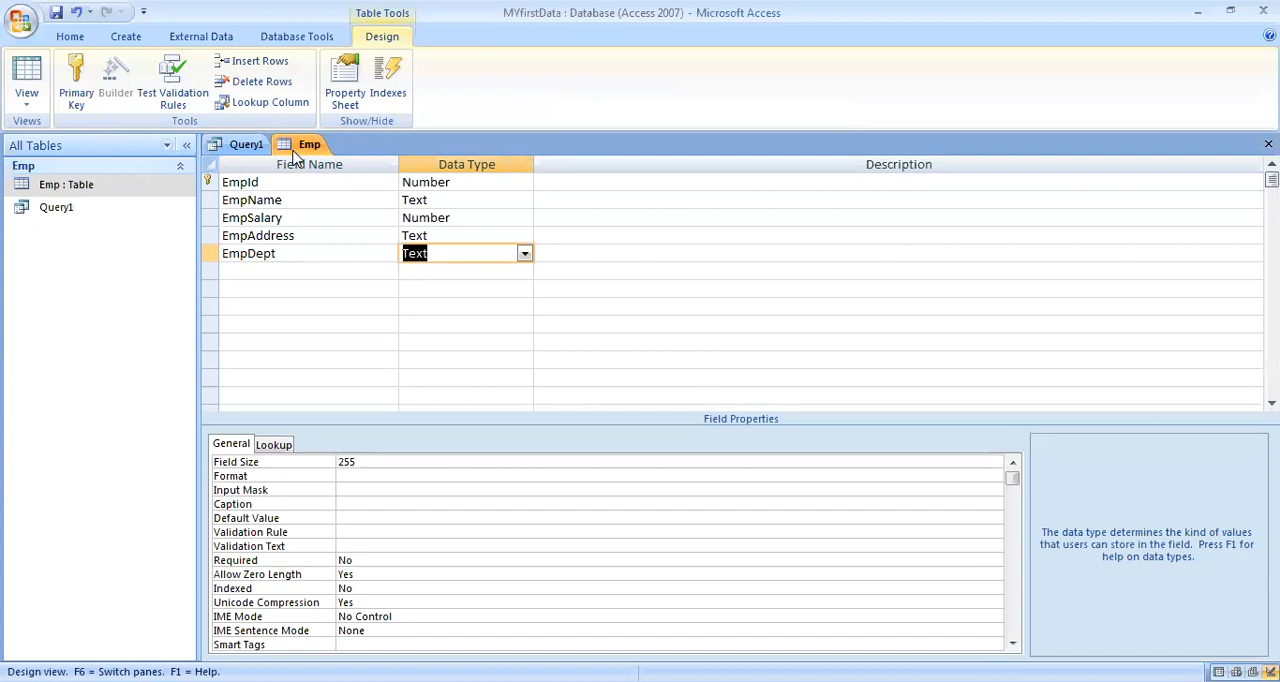 Table Tools
MYfirstData : Database (Access 2007) - Microsoft Access
Home Create External Data Database Tools Design
View
Views
Primary Key
Builder
Test Validation Rules
Insert Rows
Delete Rows
Lookup Column
Tools
Property Sheet
Indexes
Show/Hide
All Tables
Emp
Emp : Table
Query1
Query1 Emp
Field Name Data Type Description
EmpId Number
EmpName Text
EmpSalary Number
EmpAddress Text
EmpDept Text
Field Properties
General Lookup
Field Size 255
Format
Input Mask
Caption
Default Value
Validation Rule
Validation Text
Required No
Allow Zero Length Yes
Indexed No
Unicode Compression Yes
IME Mode No Control
IME Sentence Mode None
Smart Tags
The data type determines the kind of values
that users can store in the field. Press F1 for
help on data types.
Design view. F6 = Switch panes. F1 = Help.